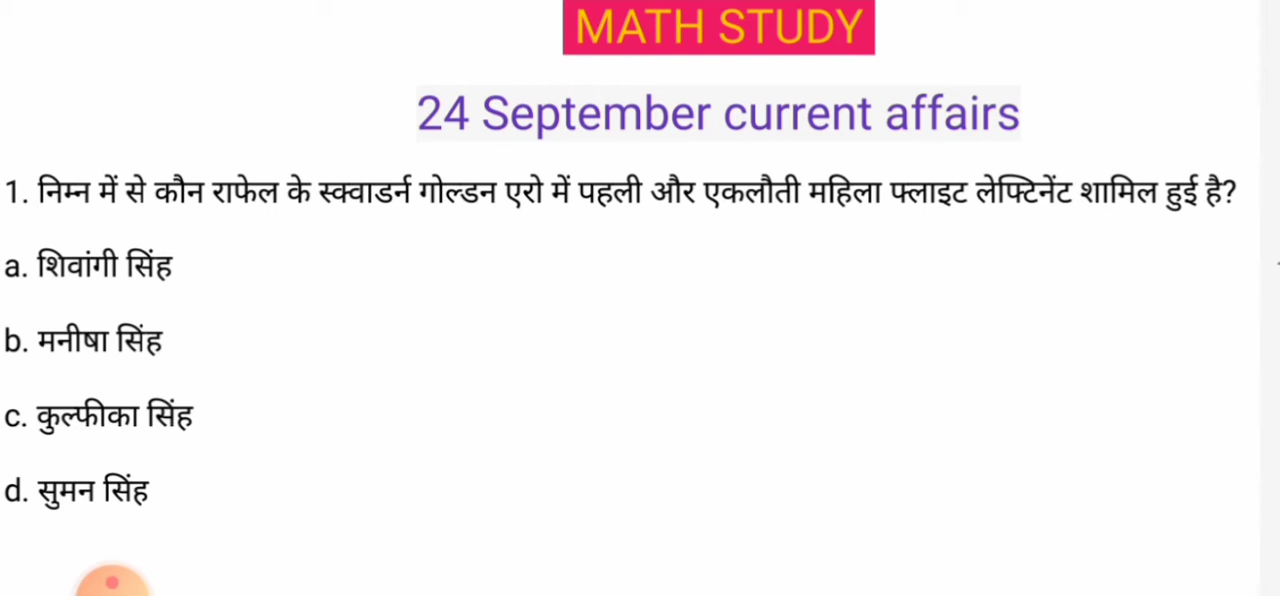 MATH STUDY
24 September current affairs
1. निम्न में से कौन राफेल के स्क्वाडर्न गोल्डन एरो में पहली और एकलौती महिला फ्लाइट लेफ्टिनेंट शामिल हुई है?
a. शिवांगी सिंह
b. मनीषा सिंह
c. कुल्फीका सिंह
d. सुमन सिंह